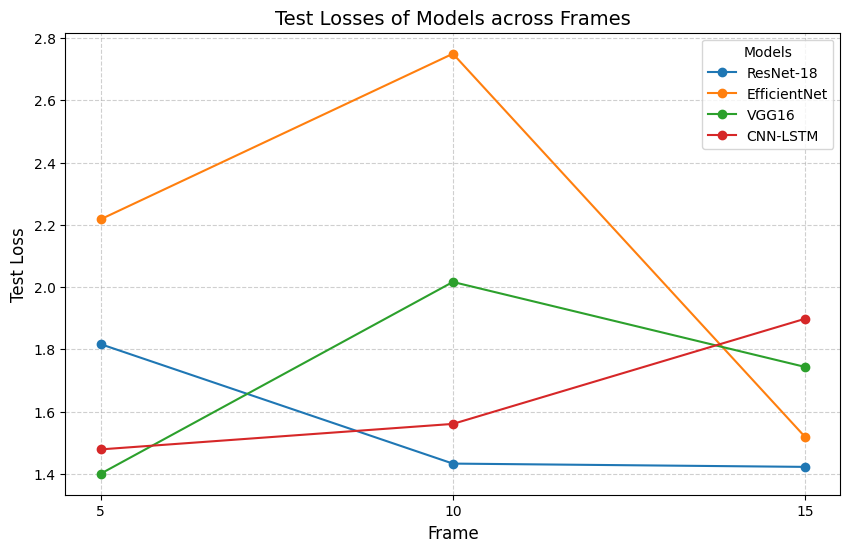 Test Losses of Models across Frames
Models
ResNet-18
EfficientNet
VGG16
CNN-LSTM
Test Loss
2.8
2.6
2.4
2.2
2.0
1.8
1.6
1.4
5
10
15
Frame